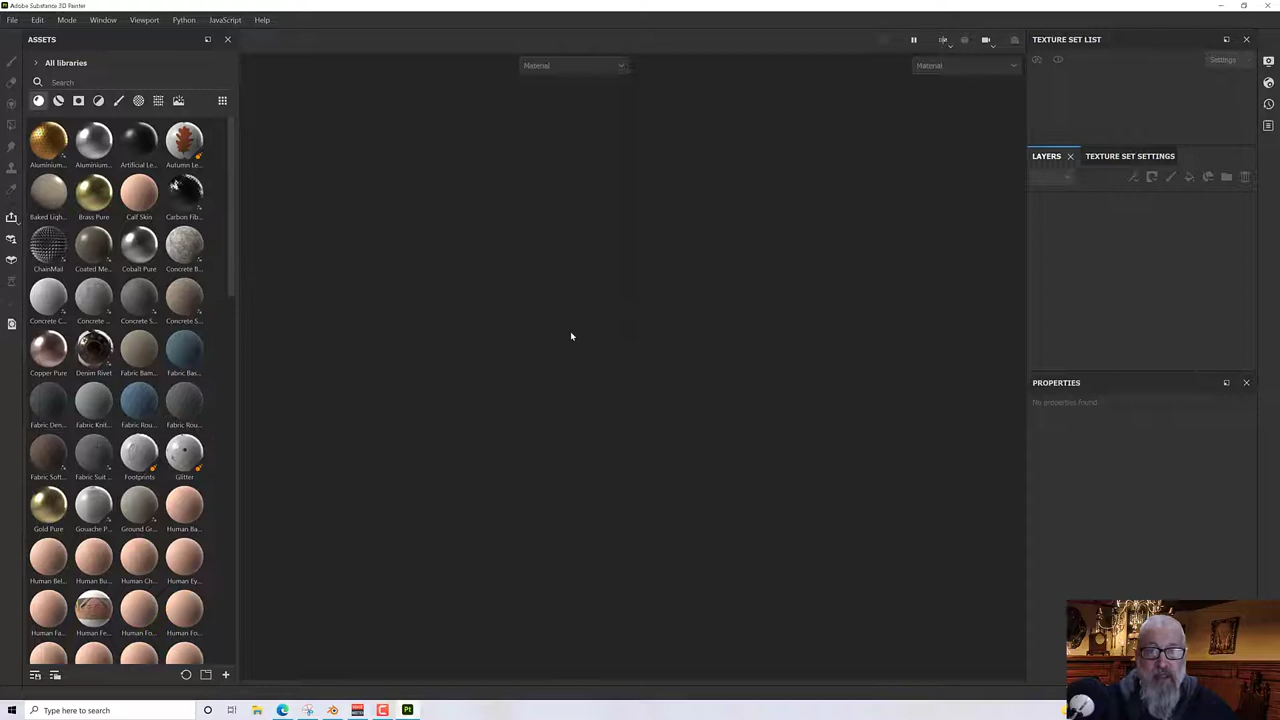 Adobe Substance 3D Painter
File Edit Mode Window Viewport Python JavaScript Help
ASSETS
All libraries
Search
Aluminium... Aluminium... Artificial Le... Autumn Le...
Baked Ligh... Brass Pure Calf Skin Carbon Fib...
ChainMail Coated Me... Cobalt Pure Concrete B...
Concrete C... Concrete ... Concrete S... Concrete S...
Copper Pure Denim Rivet Fabric Bam... Fabric Bas...
Fabric Den... Fabric Knit... Fabric Rou... Fabric Rou...
Fabric Soft... Fabric Suit ... Footprints Glitter
Gold Pure Gouache P... Ground Gr... Human Ba...
Human Bel... Human Bu... Human Ch... Human Ey...
Human Fa... Human Fe... Human Fo... Human Fo...
Material
Material
TEXTURE SET LIST
Settings
LAYERS TEXTURE SET SETTINGS
PROPERTIES
No properties found
Type here to search
Pt